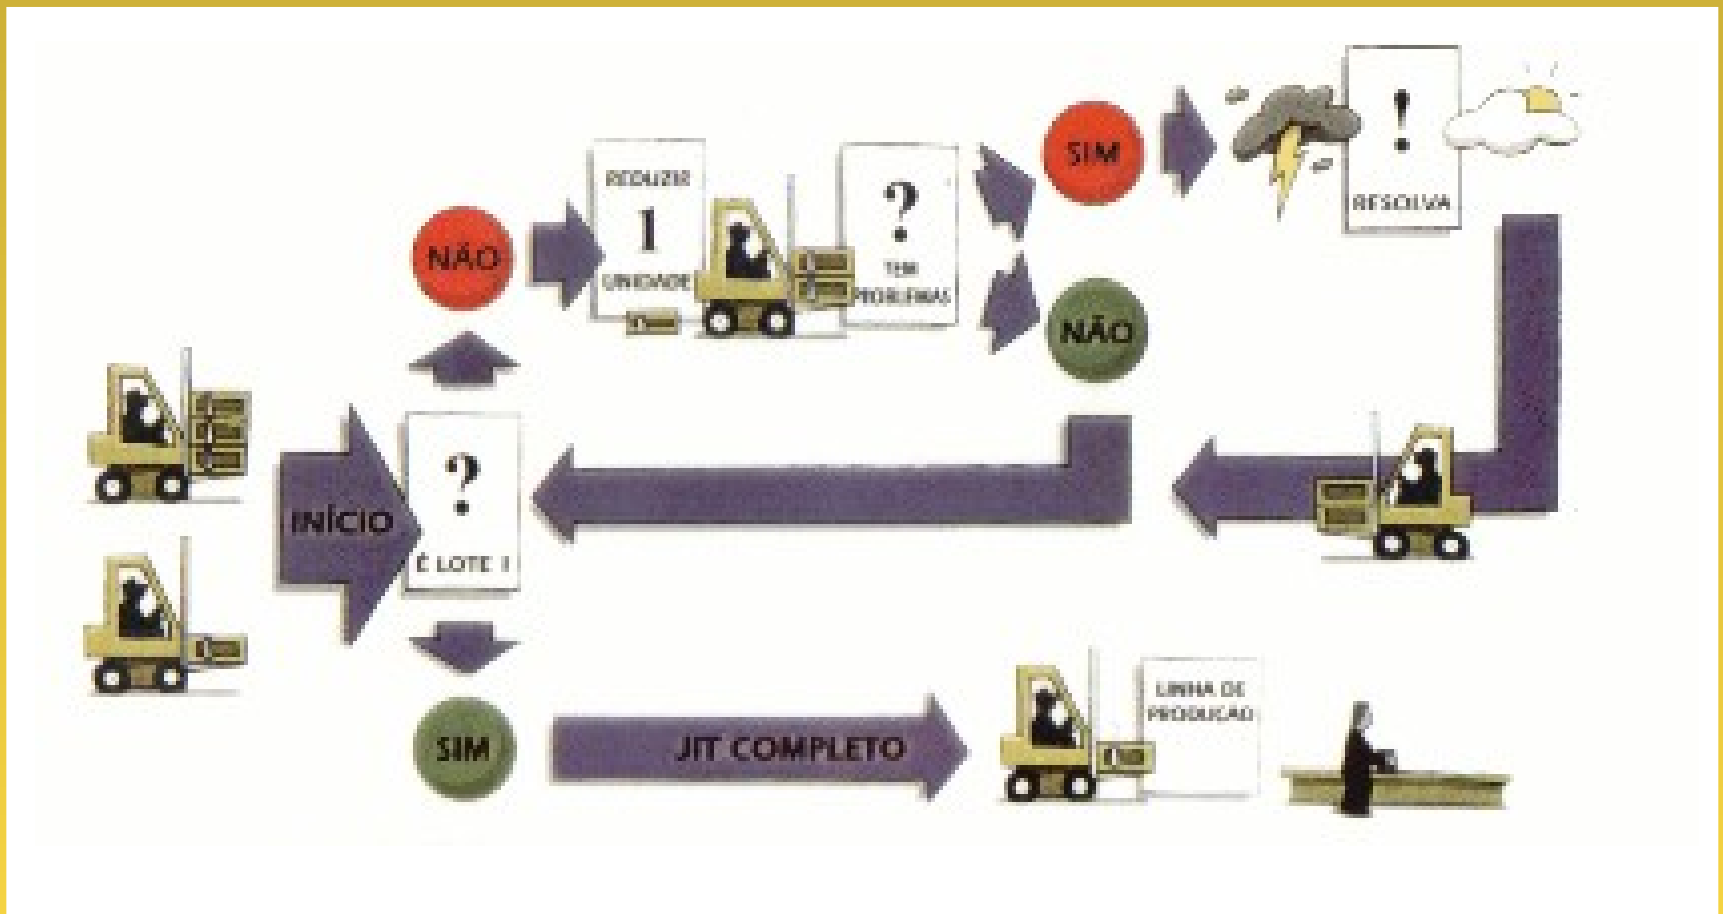 INÍCIO
?
É LOTE 1
NÃO
REDUZIR
1
UNIDADE
?
TEM
PROBLEMAS
SIM
!
RESOLVA
NÃO
SIM
JIT COMPLETO
LINHA DE
PRODUÇÃO